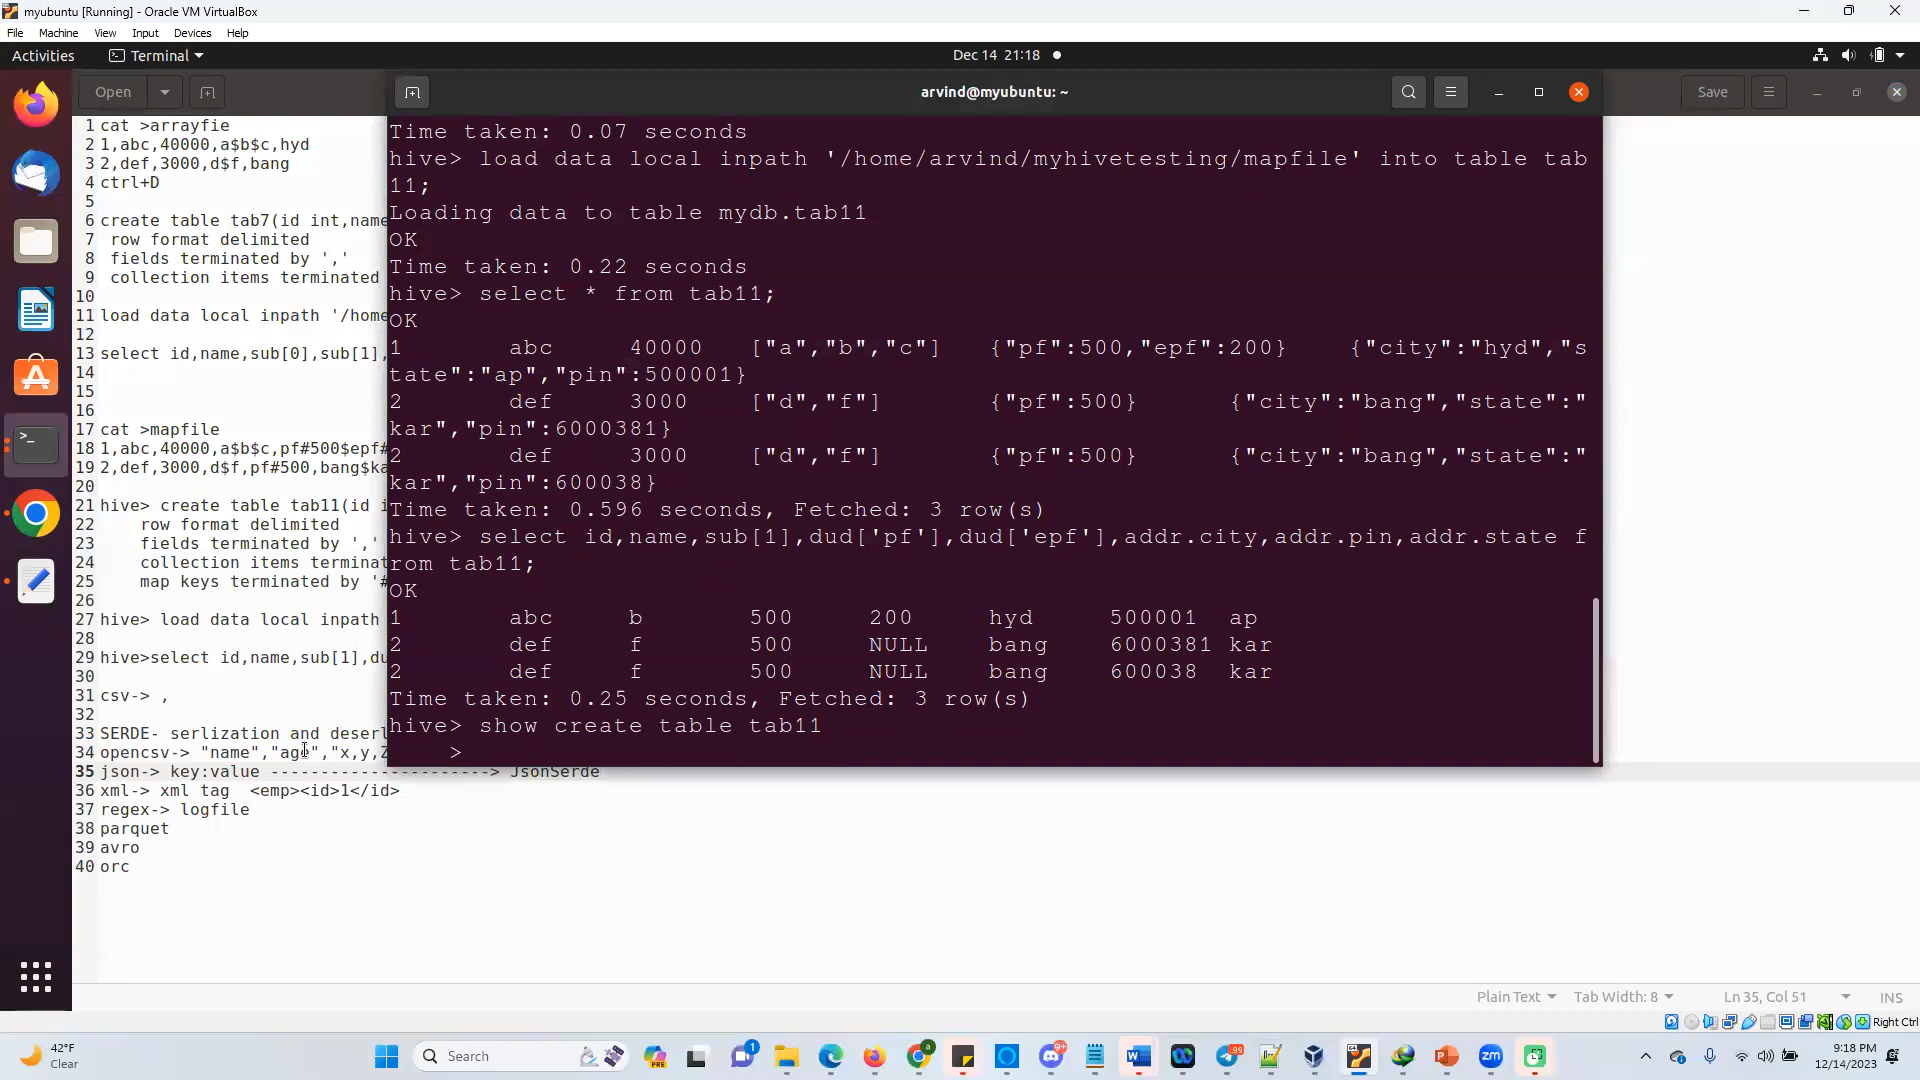 myubuntu [Running] - Oracle VM VirtualBox
File Machine View Input Devices Help
Activities Terminal Dec 14 21:18
Open arvind@myubuntu: ~ Save
1 cat >arrayfie
2 1,abc,40000,a$b$c,hyd
3 2,def,3000,d$f,bang
4 ctrl+D
5
6 create table tab7(id int,name
7 row format delimited
8 fields terminated by ','
9 collection items terminated
10
11 load data local inpath '/home
12
13 select id,name,sub[0],sub[1],
14
15
16
17 cat >mapfile
18 1,abc,40000,a$b$c,pf#500$epf#
19 2,def,3000,d$f,pf#500,bang$ka
20
21 hive> create table tab11(id i
22 row format delimited
23 fields terminated by ','
24 collection items terminat
25 map keys terminated by '#
26
27 hive> load data local inpath
28
29 hive>select id,name,sub[1],du
30
31 csv-> ,
32
33 SERDE- serlization and deserl
34 opencsv-> "name","age","x,y,Z
35 json-> key:value ----------------------> JsonSerde
36 xml-> xml tag <emp><id>1</id>
37 regex-> logfile
38 parquet
39 avro
40 orc
Time taken: 0.07 seconds
hive> load data local inpath '/home/arvind/myhivetesting/mapfile' into table tab
11;
Loading data to table mydb.tab11
OK
Time taken: 0.22 seconds
hive> select * from tab11;
OK
1 abc 40000 ["a","b","c"] {"pf":500,"epf":200} {"city":"hyd","s
tate":"ap","pin":500001}
2 def 3000 ["d","f"] {"pf":500} {"city":"bang","state":"
kar","pin":6000381}
2 def 3000 ["d","f"] {"pf":500} {"city":"bang","state":"
kar","pin":600038}
Time taken: 0.596 seconds, Fetched: 3 row(s)
hive> select id,name,sub[1],dud['pf'],dud['epf'],addr.city,addr.pin,addr.state f
rom tab11;
OK
1 abc b 500 200 hyd 500001 ap
2 def f 500 NULL bang 6000381 kar
2 def f 500 NULL bang 600038 kar
Time taken: 0.25 seconds, Fetched: 3 row(s)
hive> show create table tab11
>
Plain Text Tab Width: 8 Ln 35, Col 51 INS
Right Ctrl
42°F
Clear
Search
9:18 PM
12/14/2023